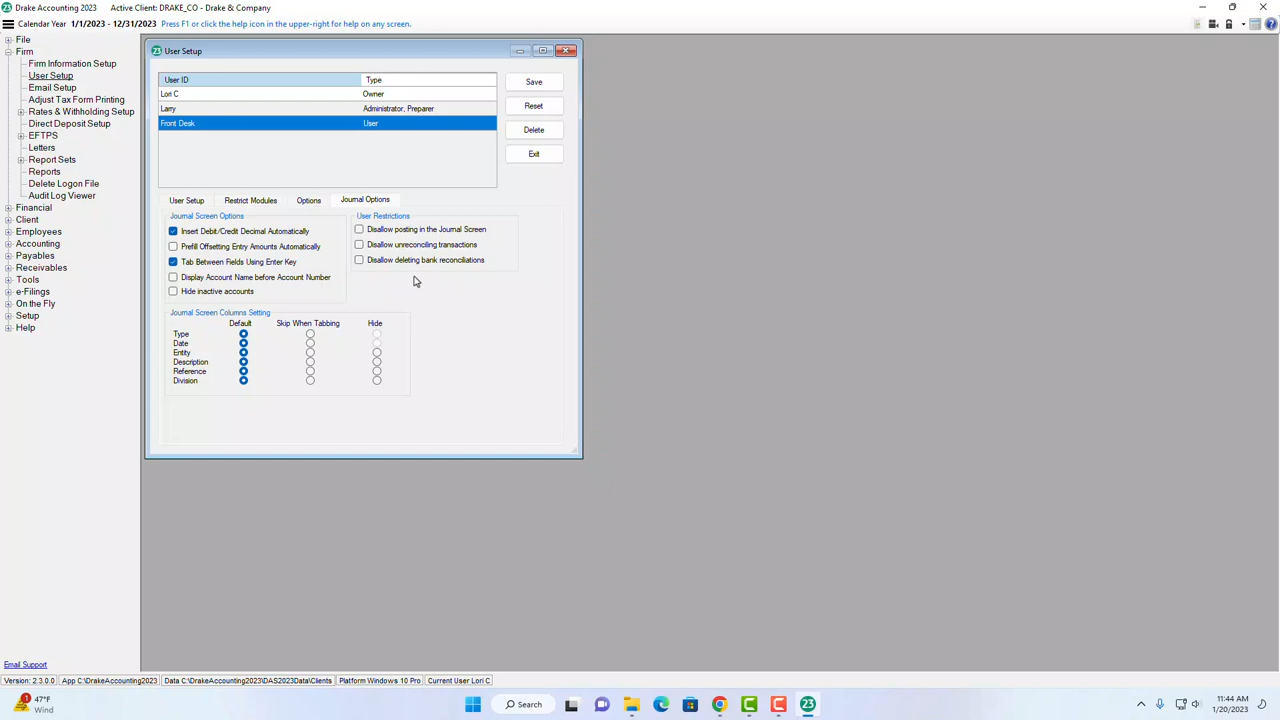 Drake Accounting 2023 Active Client: DRAKE_CO - Drake & Company
Calendar Year 1/1/2023 - 12/31/2023 Press F1 or click the help icon in the upper-right for help on any screen.
File
Firm
Firm Information Setup
User Setup
Email Setup
Adjust Tax Form Printing
Rates & Withholding Setup
Direct Deposit Setup
EFTPS
Letters
Report Sets
Reports
Delete Logon File
Audit Log Viewer
Financial
Client
Employees
Accounting
Payables
Receivables
Tools
e-Filings
On the Fly
Setup
Help
Email Support
23 User Setup
User ID Type
Lori C Owner
Larry Administrator, Preparer
Front Desk User
Save
Reset
Delete
Exit
User Setup Restrict Modules Options Journal Options
Journal Screen Options
Insert Debit/Credit Decimal Automatically
Prefill Offsetting Entry Amounts Automatically
Tab Between Fields Using Enter Key
Display Account Name before Account Number
Hide inactive accounts
User Restrictions
Disallow posting in the Journal Screen
Disallow unreconciling transactions
Disallow deleting bank reconciliations
Journal Screen Columns Setting
Default Skip When Tabbing Hide
Type
Date
Entity
Description
Reference
Division
Version: 2.3.0.0 App C:\DrakeAccounting2023 Data C:\DrakeAccounting2023\DAS2023Data\Clients Platform Windows 10 Pro Current User Lori C
47°F
Wind
1
Search
23
11:44 AM
1/20/2023